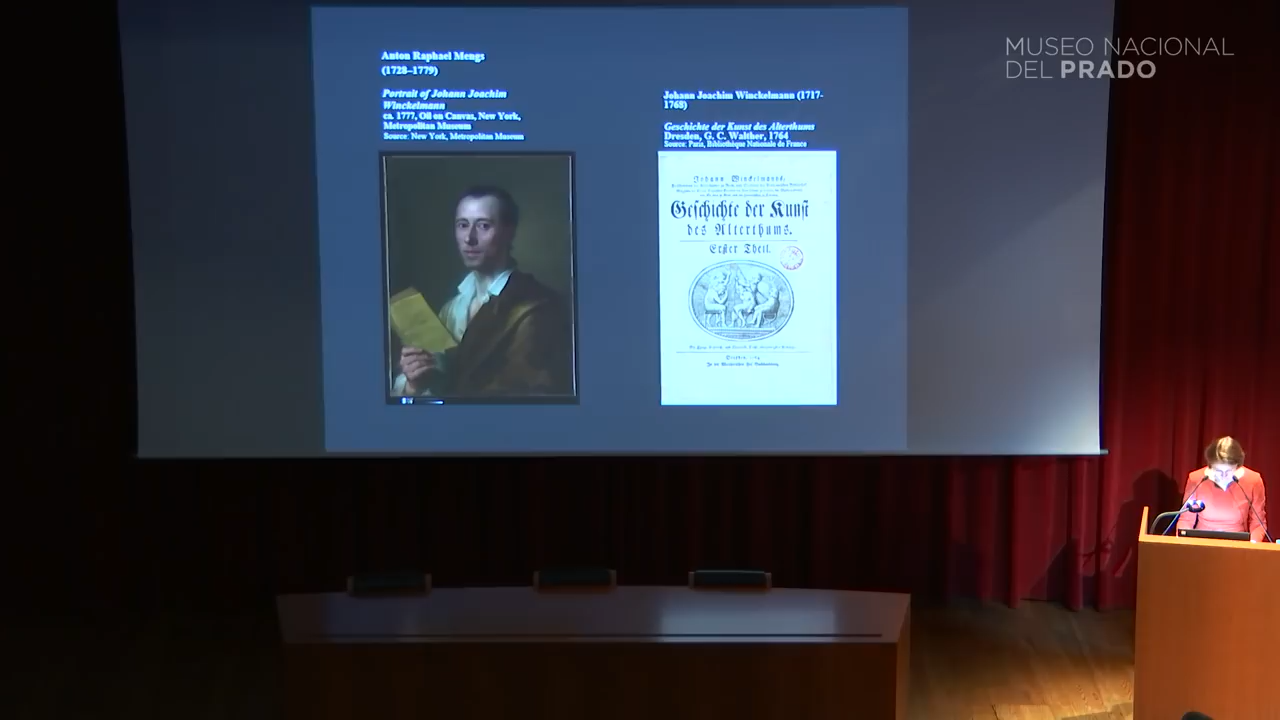 MUSEO NACIONAL
DEL PRADO
Anton Raphael Mengs
(1728–1779)
Portrait of Johann Joachim
Winckelmann
ca. 1777, Oil on Canvas, New York,
Metropolitan Museum
Source: New York, Metropolitan Museum
Johann Joachim Winckelmann (1717-
1768)
Geschichte der Kunst des Alterthums
Dresden, G. C. Walther, 1764
Source: Paris, Bibliothèque Nationale de France
Johann Winckelmanns,
Geschichte der Kunst
des Alterthums.
Erster Theil.